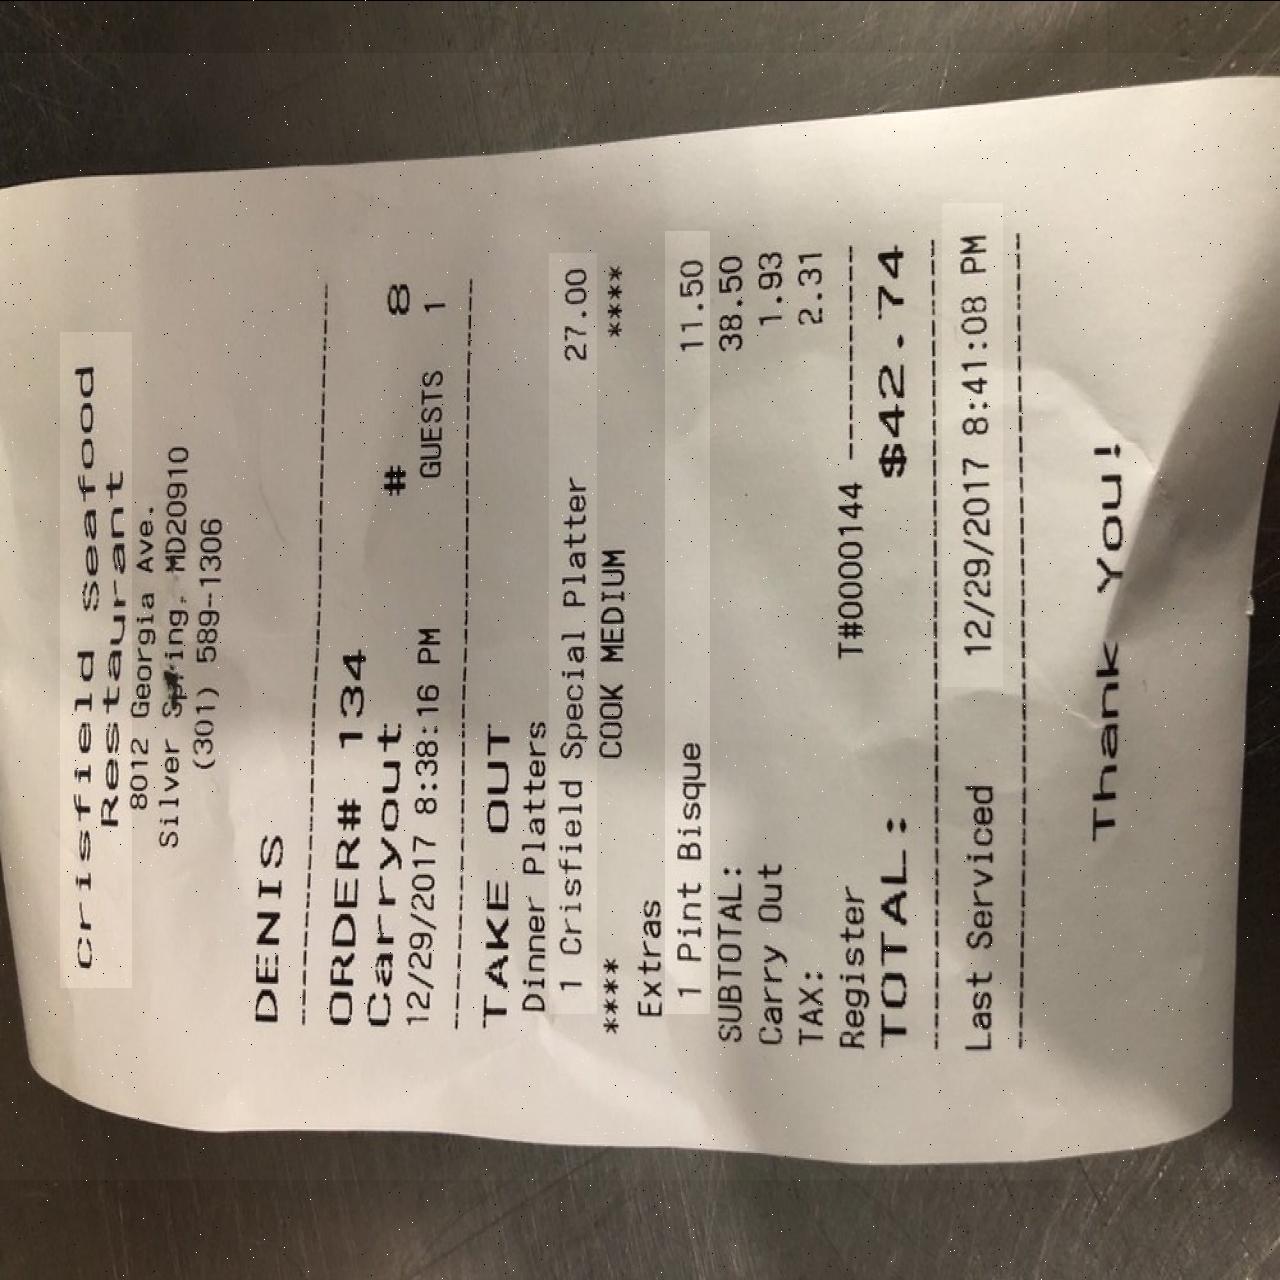 Crisfield Seafood
Restaurant
8012 Georgia Ave.
Silver Spring, MD20910
(301) 589-1306
DENIS
ORDER# 134
Carryout # 8
12/29/2017 8:38:16 PM GUESTS 1
TAKE OUT
Dinner Platters
1 Crisfield Special Platter 27.00
**** COOK MEDIUM ****
Extras
1 Pint Bisque 11.50
SUBTOTAL: 38.50
Carry Out 1.93
TAX: 2.31
Register T#0000144
TOTAL: $42.74
Last Serviced 12/29/2017 8:41:08 PM
Thank You!